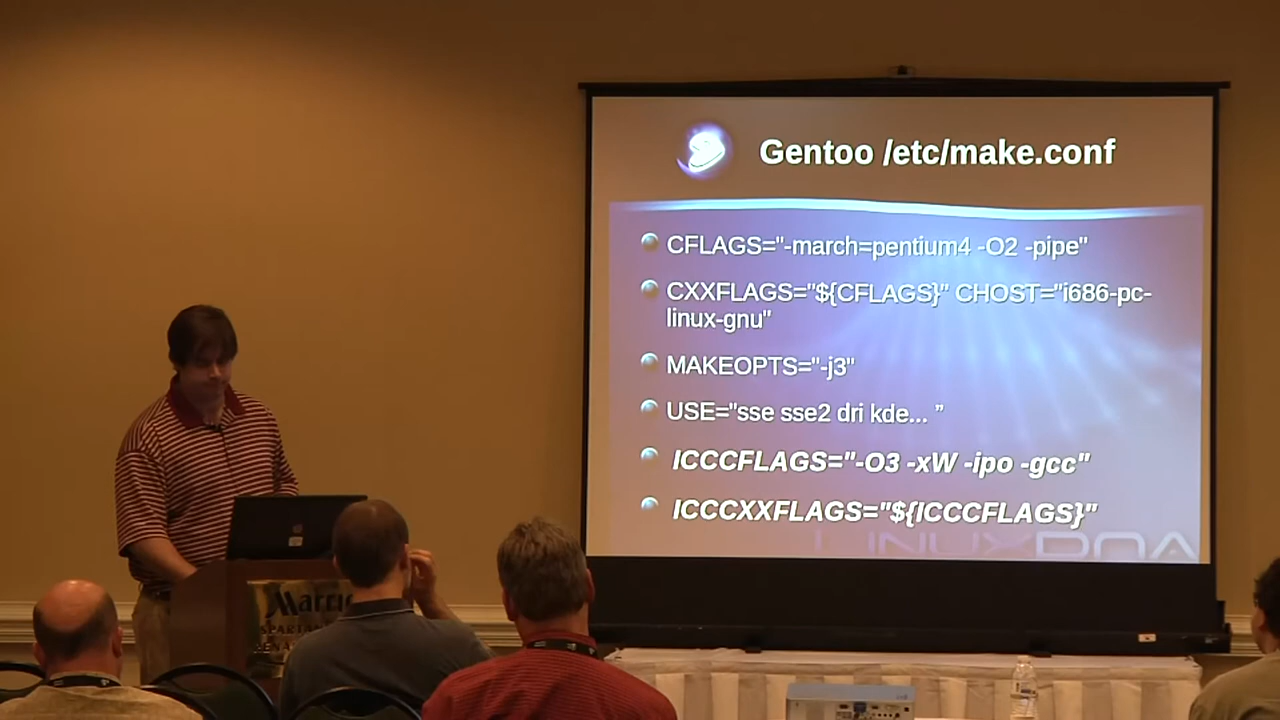 Gentoo /etc/make.conf
CFLAGS="-march=pentium4 -O2 -pipe"
CXXFLAGS="${CFLAGS}" CHOST="i686-pc-
linux-gnu"
MAKEOPTS="-j3"
USE="sse sse2 dri kde... ”
ICCCFLAGS="-O3 -xW -ipo -gcc"
ICCCXXFLAGS="${ICCCFLAGS}"
LINUXDNA